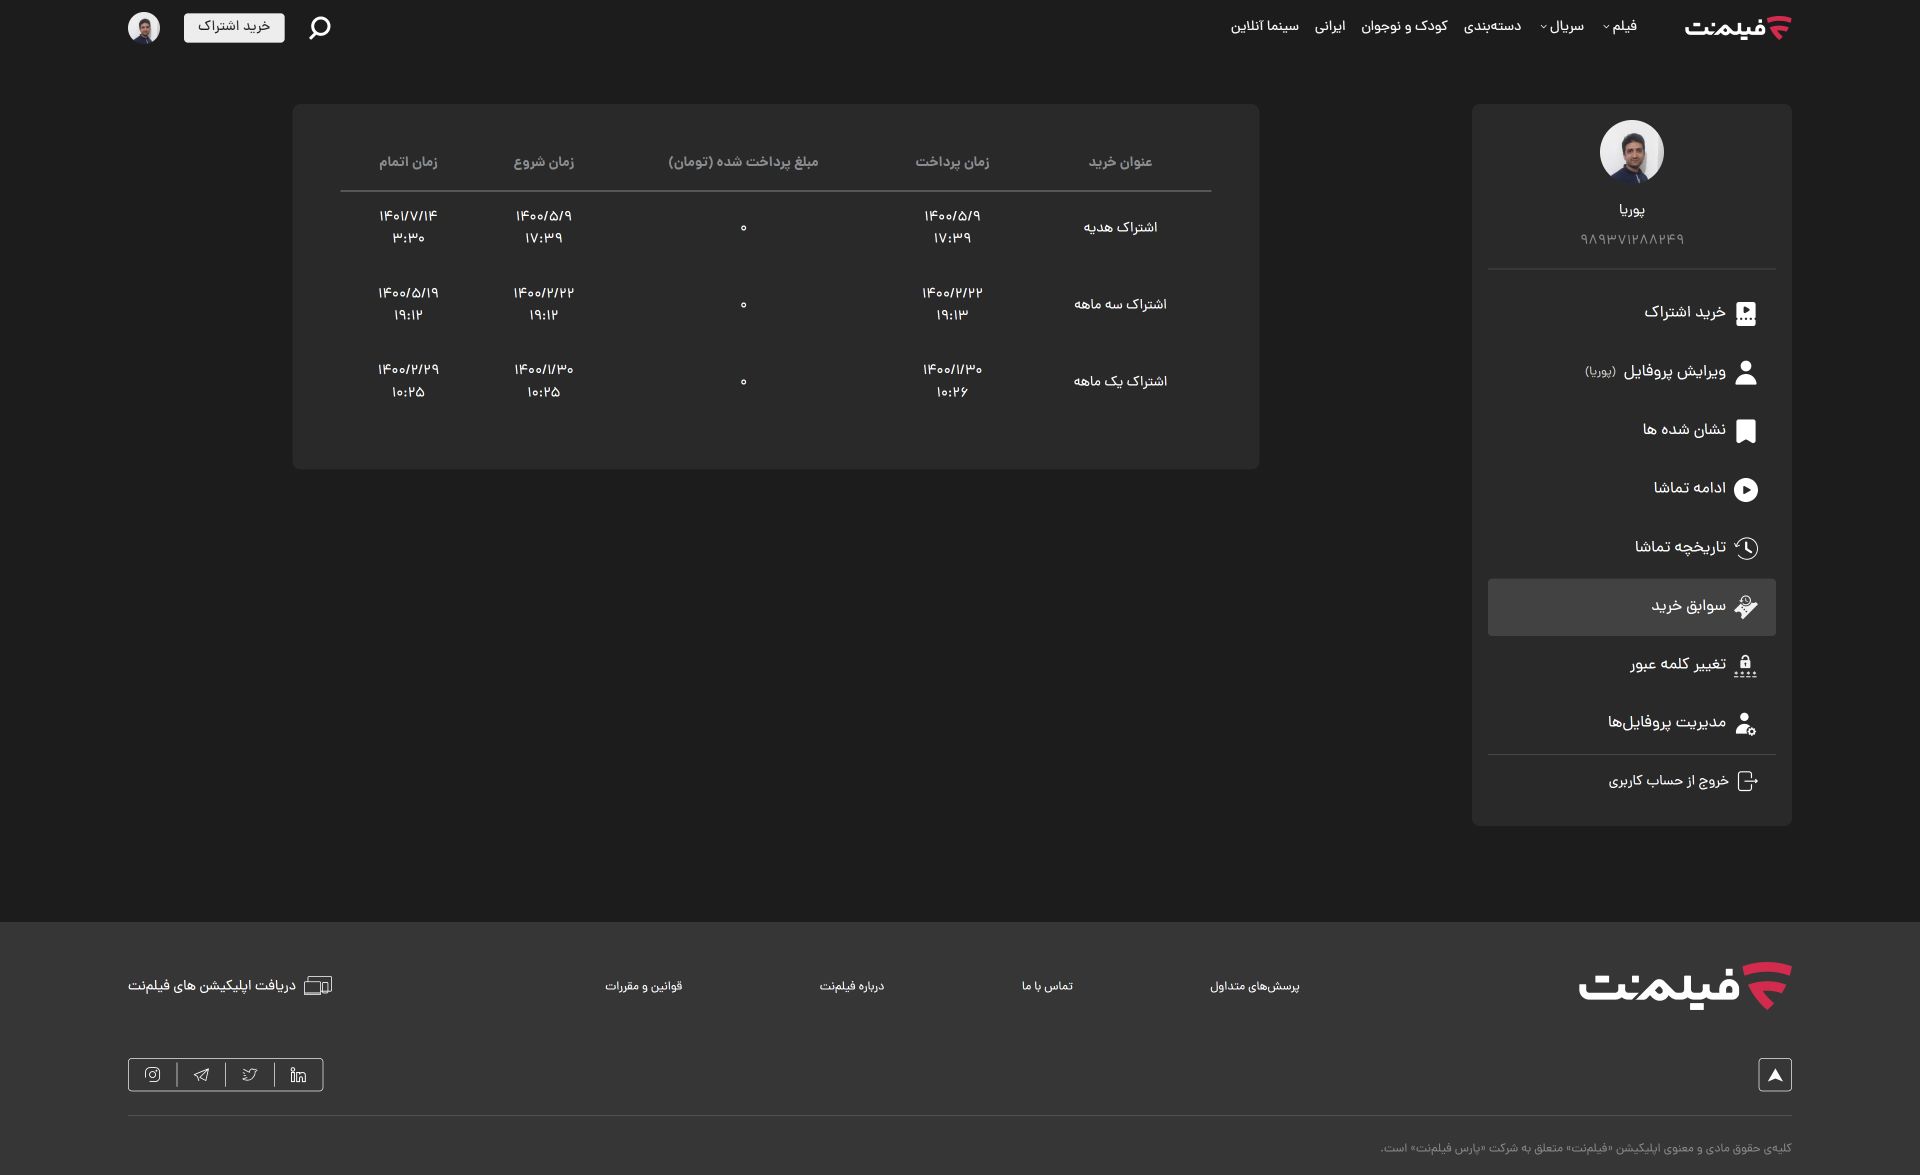 فیلم‌نت
فیلم
سریال
دسته‌بندی
کودک و نوجوان
ایرانی
سینما آنلاین
خرید اشتراک
پوریا
۹۸۹۳۷۱۲۸۸۲۴۹
خرید اشتراک
ویرایش پروفایل (پوریا)
نشان شده ها
ادامه تماشا
تاریخچه تماشا
سوابق خرید
تغییر کلمه عبور
مدیریت پروفایل‌ها
خروج از حساب کاربری
عنوان خرید
زمان پرداخت
مبلغ پرداخت شده (تومان)
زمان شروع
زمان اتمام
اشتراک هدیه
۱۴۰۰/۵/۹
۱۷:۳۹
۰
۱۴۰۰/۵/۹
۱۷:۳۹
۱۴۰۱/۷/۱۴
۳:۳۰
اشتراک سه ماهه
۱۴۰۰/۲/۲۲
۱۹:۱۳
۰
۱۴۰۰/۲/۲۲
۱۹:۱۲
۱۴۰۰/۵/۱۹
۱۹:۱۲
اشتراک یک ماهه
۱۴۰۰/۱/۳۰
۱۰:۲۶
۰
۱۴۰۰/۱/۳۰
۱۰:۲۵
۱۴۰۰/۲/۲۹
۱۰:۲۵
فیلم‌نت
پرسش‌های متداول
تماس با ما
درباره فیلم‌نت
قوانین و مقررات
دریافت اپلیکیشن های فیلم‌نت
کلیه‌ی حقوق مادی و معنوی اپلیکیشن «فیلم‌نت» متعلق به شرکت «پارس فیلم‌نت» است.